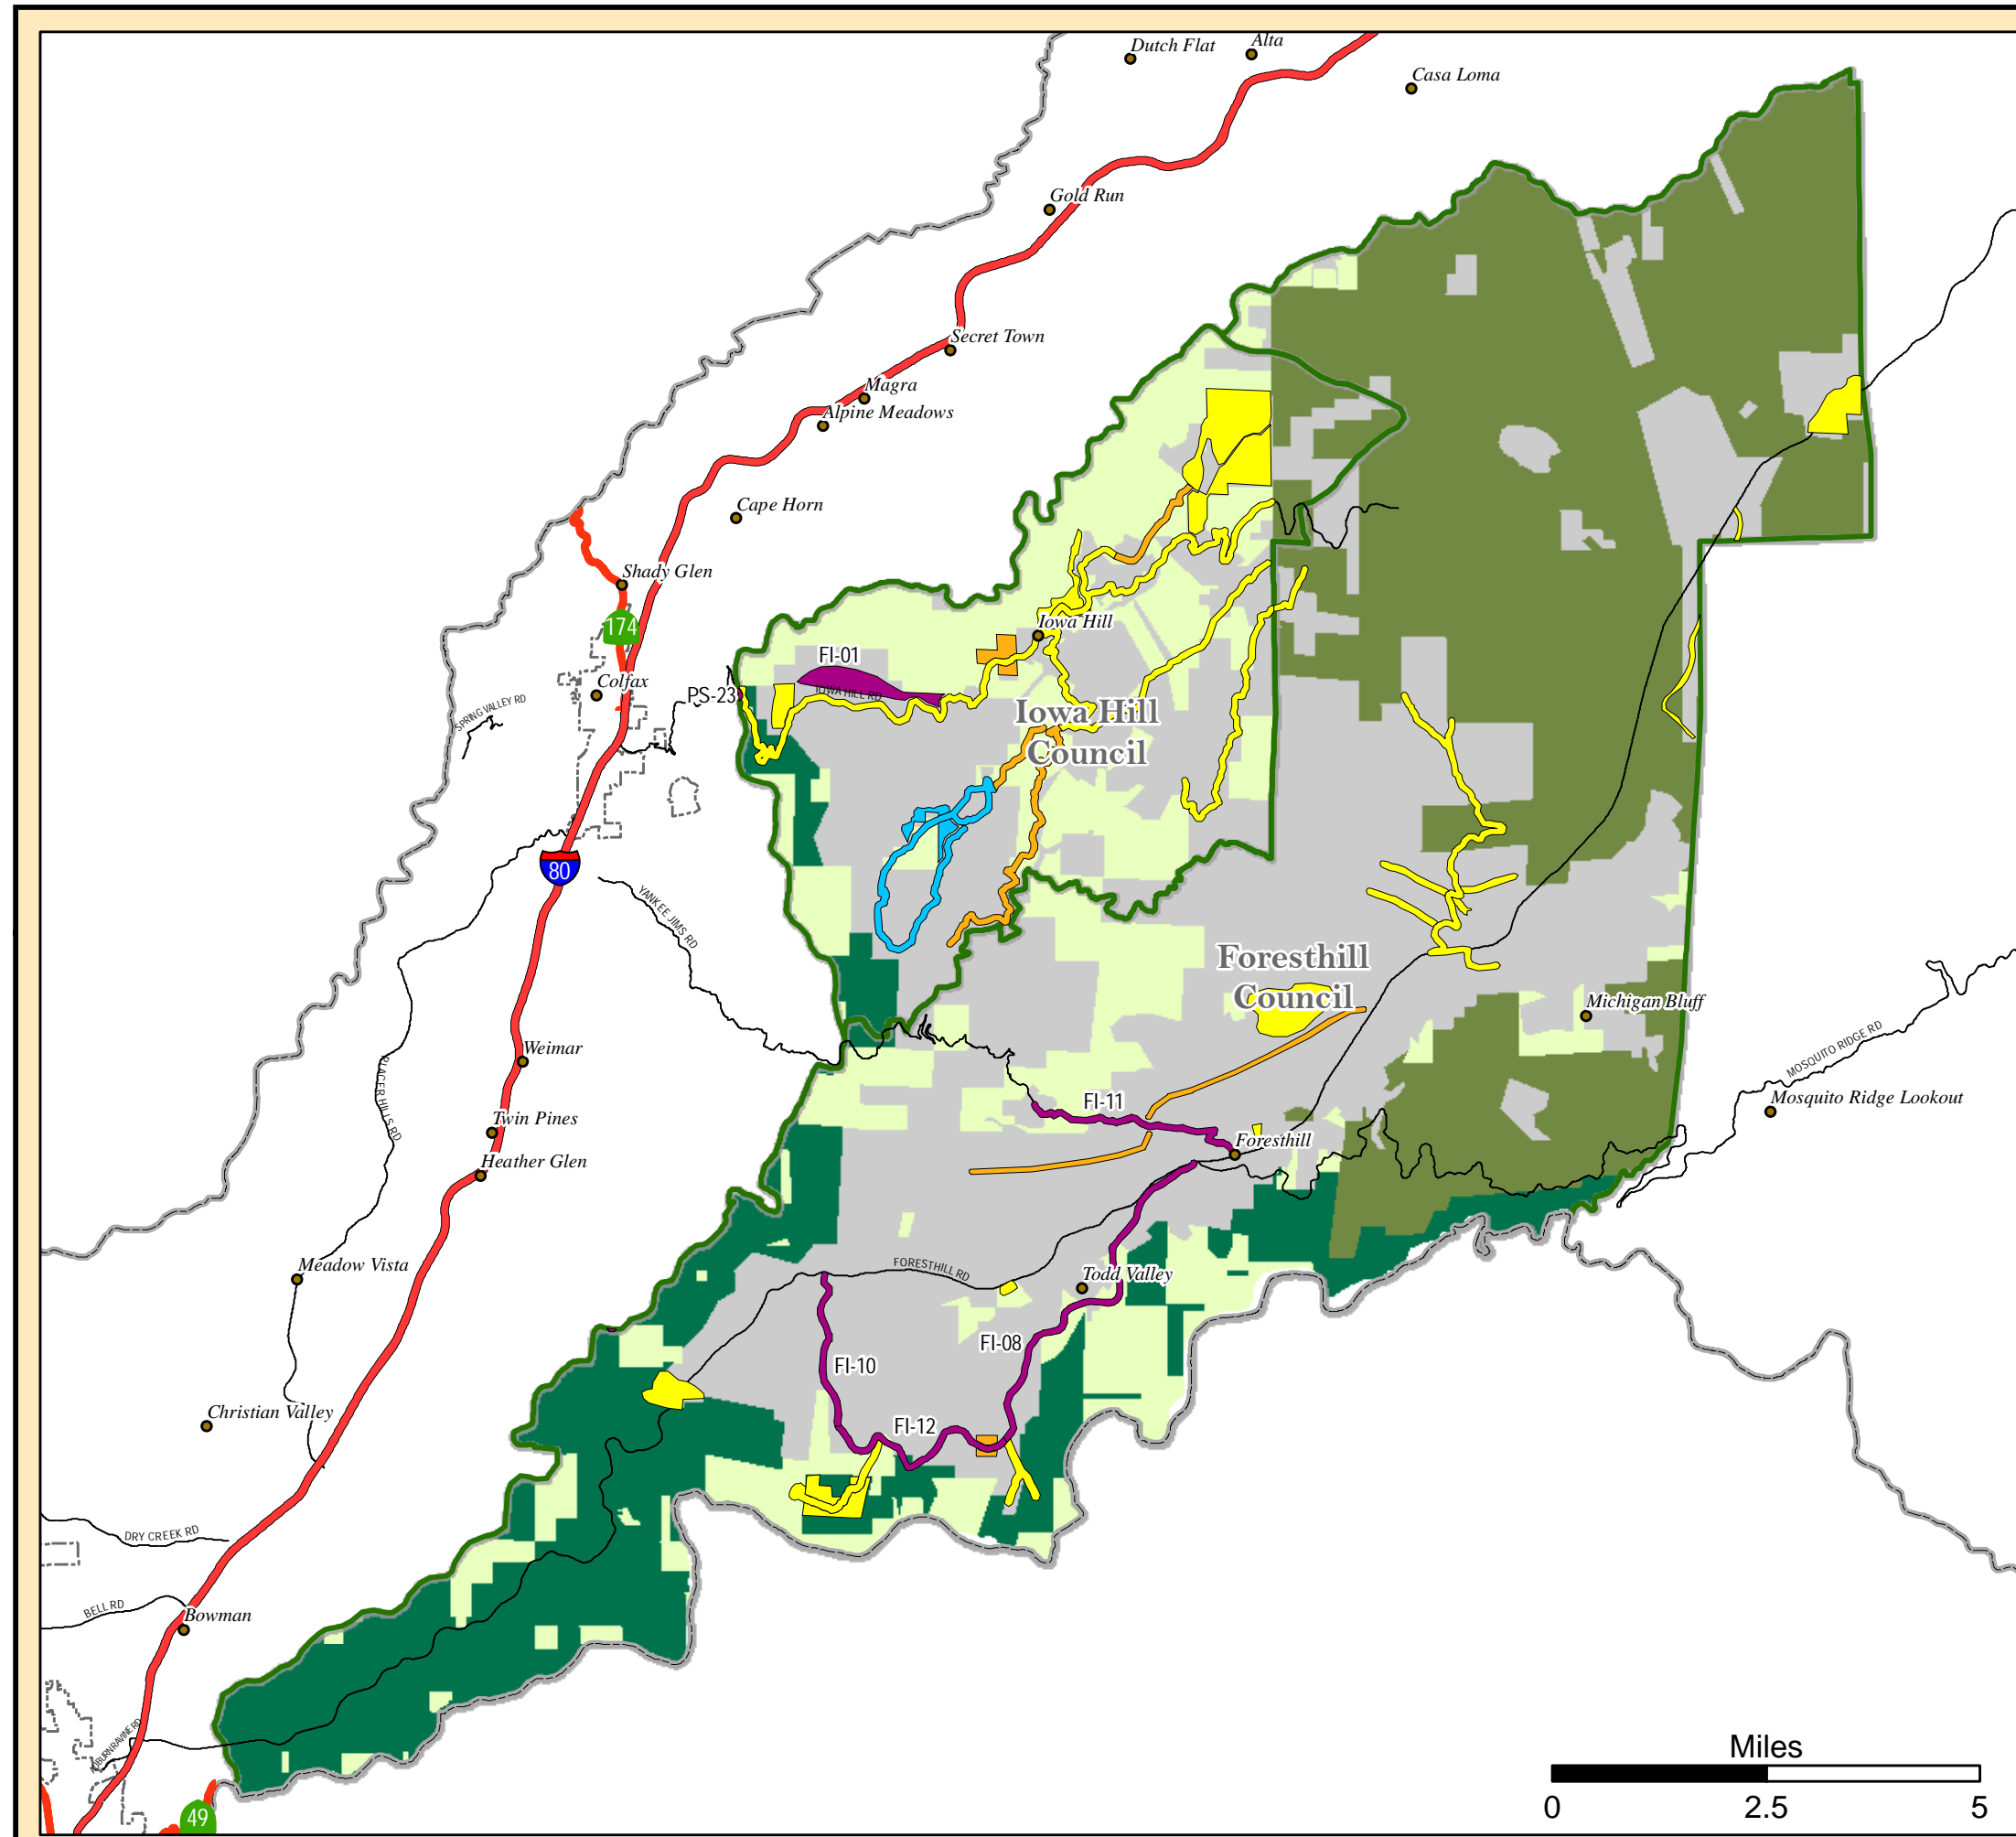 Dutch Flat
Alta
Casa Loma
Gold Run
Secret Town
Magra
Alpine Meadows
Cape Horn
Shady Glen
174
Iowa Hill
FI-01
Colfax
PS-23
IOWA HILL RD
SPRING VALLEY RD
Iowa Hill
Council
80
YANKEE JIMS RD
Foresthill
Council
Michigan Bluff
Weimar
MOSQUITO RIDGE RD
PLACER HILLS RD
Mosquito Ridge Lookout
FI-11
Twin Pines
Foresthill
Heather Glen
Meadow Vista
FORESTHILL RD
Todd Valley
FI-08
FI-10
Christian Valley
FI-12
DRY CREEK RD
BELL RD
Bowman
AUBURN RAVINE RD
Miles
49
0 2.5 5